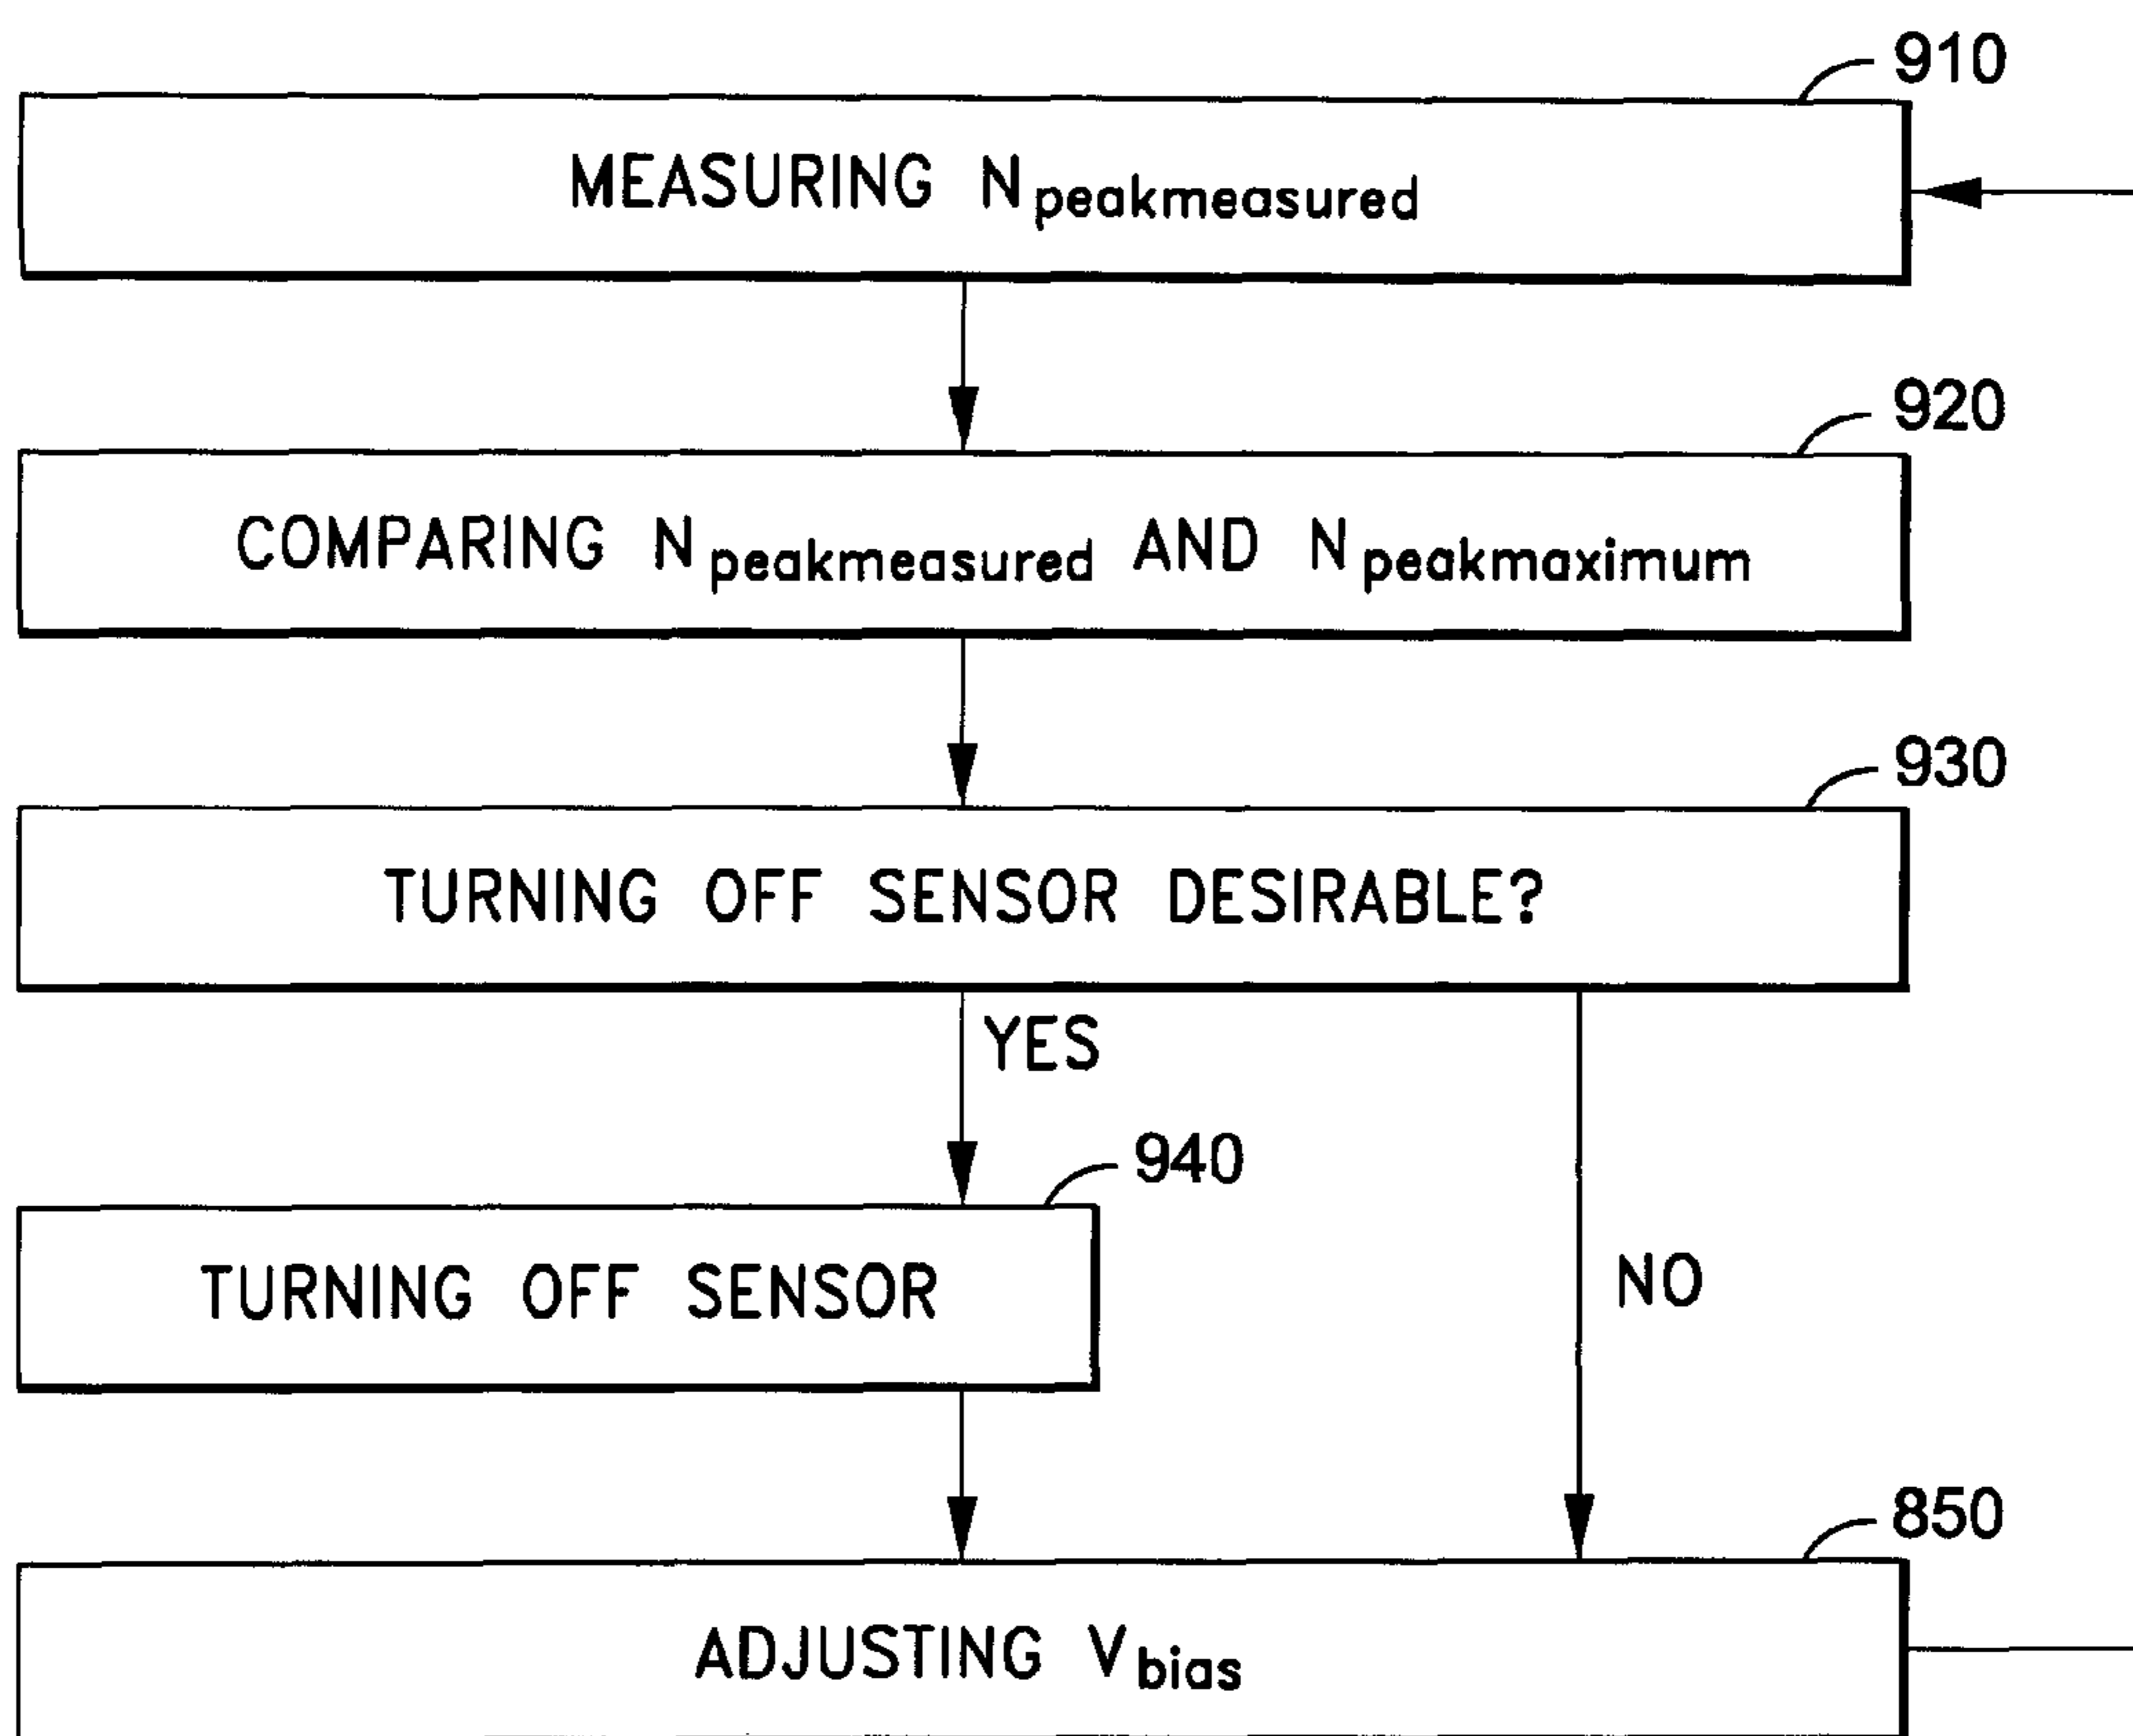 910
MEASURING Npeakmeasured
920
COMPARING Npeakmeasured AND Npeakmaximum
930
TURNING OFF SENSOR DESIRABLE?
YES
940
TURNING OFF SENSOR
NO
850
ADJUSTING Vbias